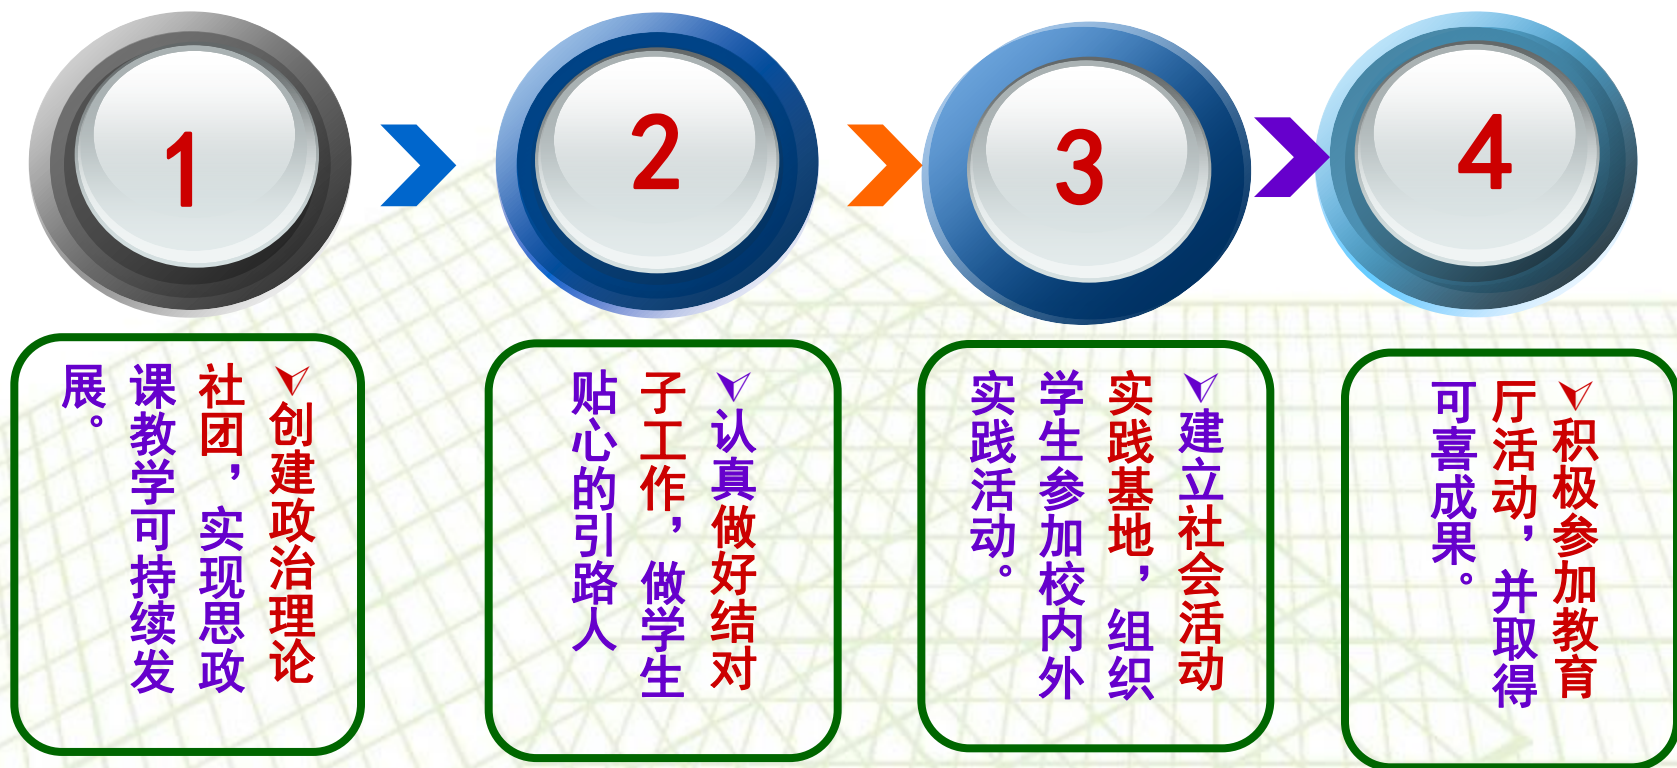 1
2
3
4
创建政治理论
社团，实现思政
课教学可持续发
展。
认真做好结对
子工作，做学生
贴心的引路人
建立社会活动
实践基地，组织
学生参加校内外
实践活动。
积极参加教育
厅活动，并取得
可喜成果。